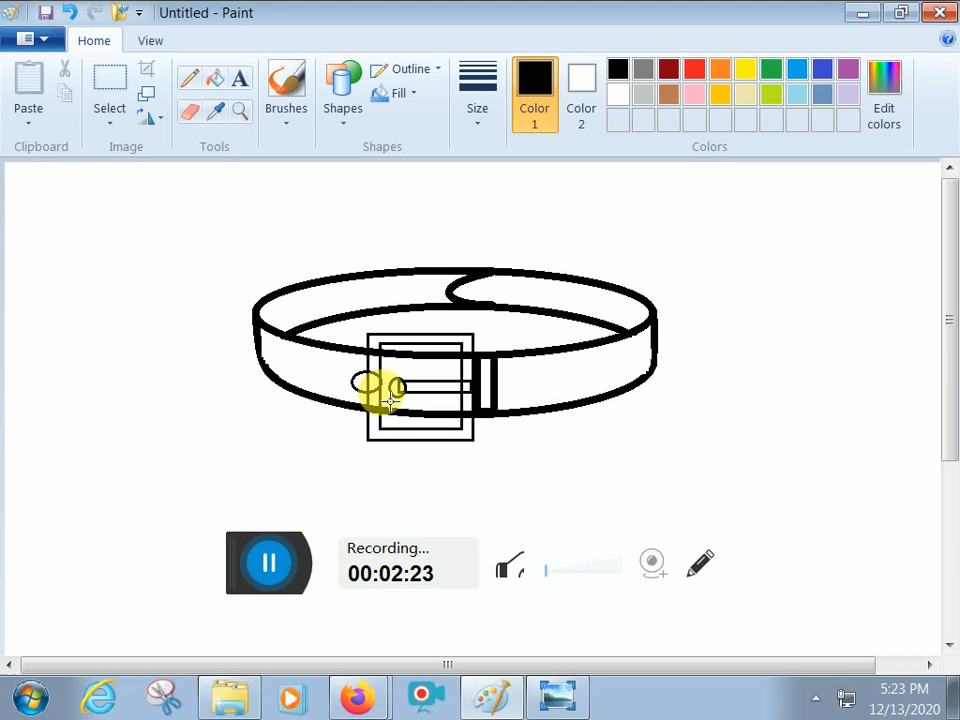 Untitled - Paint
Home View
Paste
Clipboard
Select
Image
A
Tools
Brushes
Shapes
Outline
Fill
Shapes
Size
Color 1
Color 2
Edit colors
Colors
Recording...
00:02:23
5:23 PM
12/13/2020